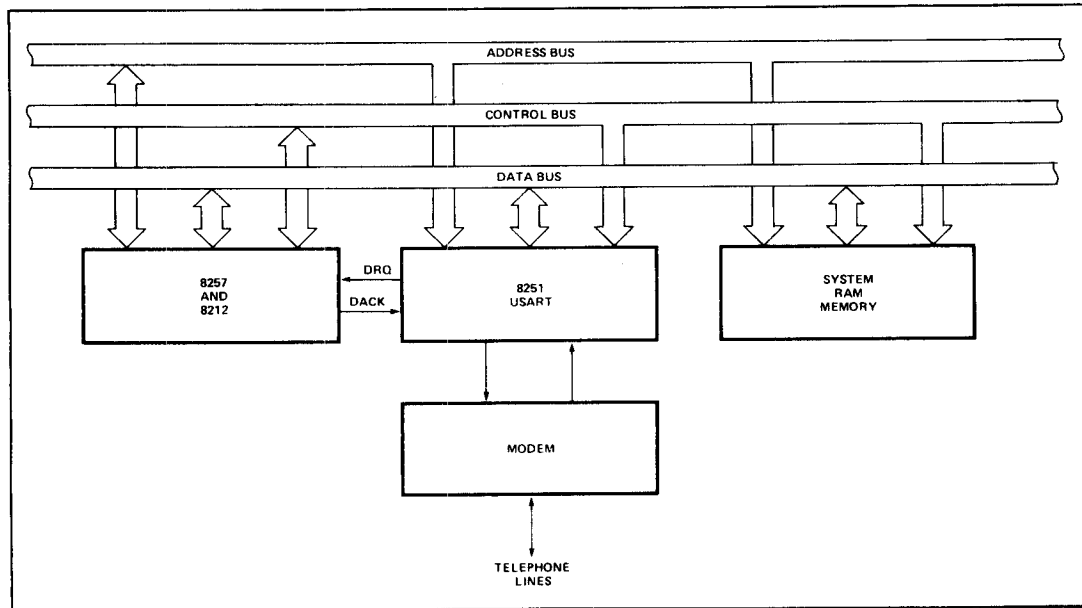 ADDRESS BUS
CONTROL BUS
DATA BUS
8257
AND
8212
DRQ
DACK
8251
USART
SYSTEM
RAM
MEMORY
MODEM
TELEPHONE
LINES